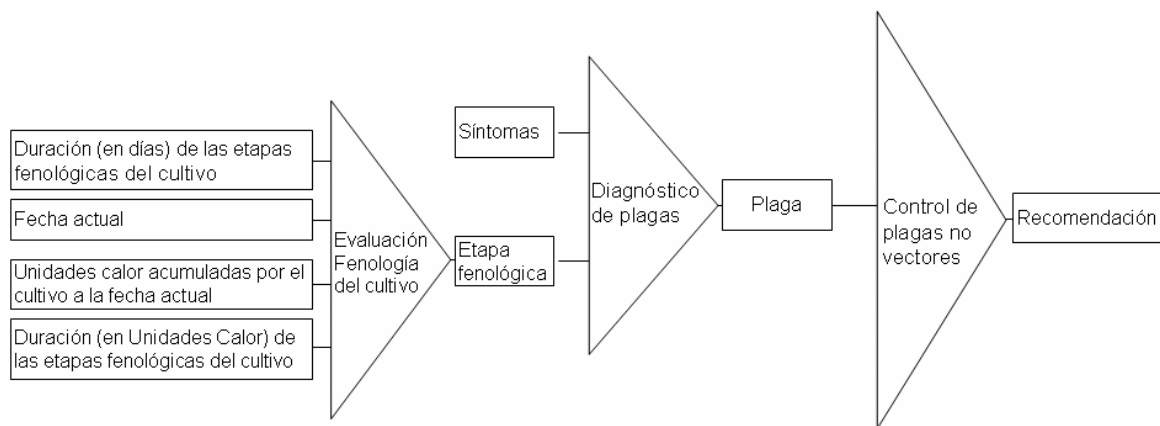 Duración (en días) de las etapas
fenológicas del cultivo
Fecha actual
Unidades calor acumuladas por el
cultivo a la fecha actual
Duración (en Unidades Calor) de
las etapas fenológicas del cultivo
Evaluación
Fenología
del cultivo
Síntomas
Etapa
fenológica
Diagnóstico
de plagas
Plaga
Control de
plagas no
vectores
Recomendación